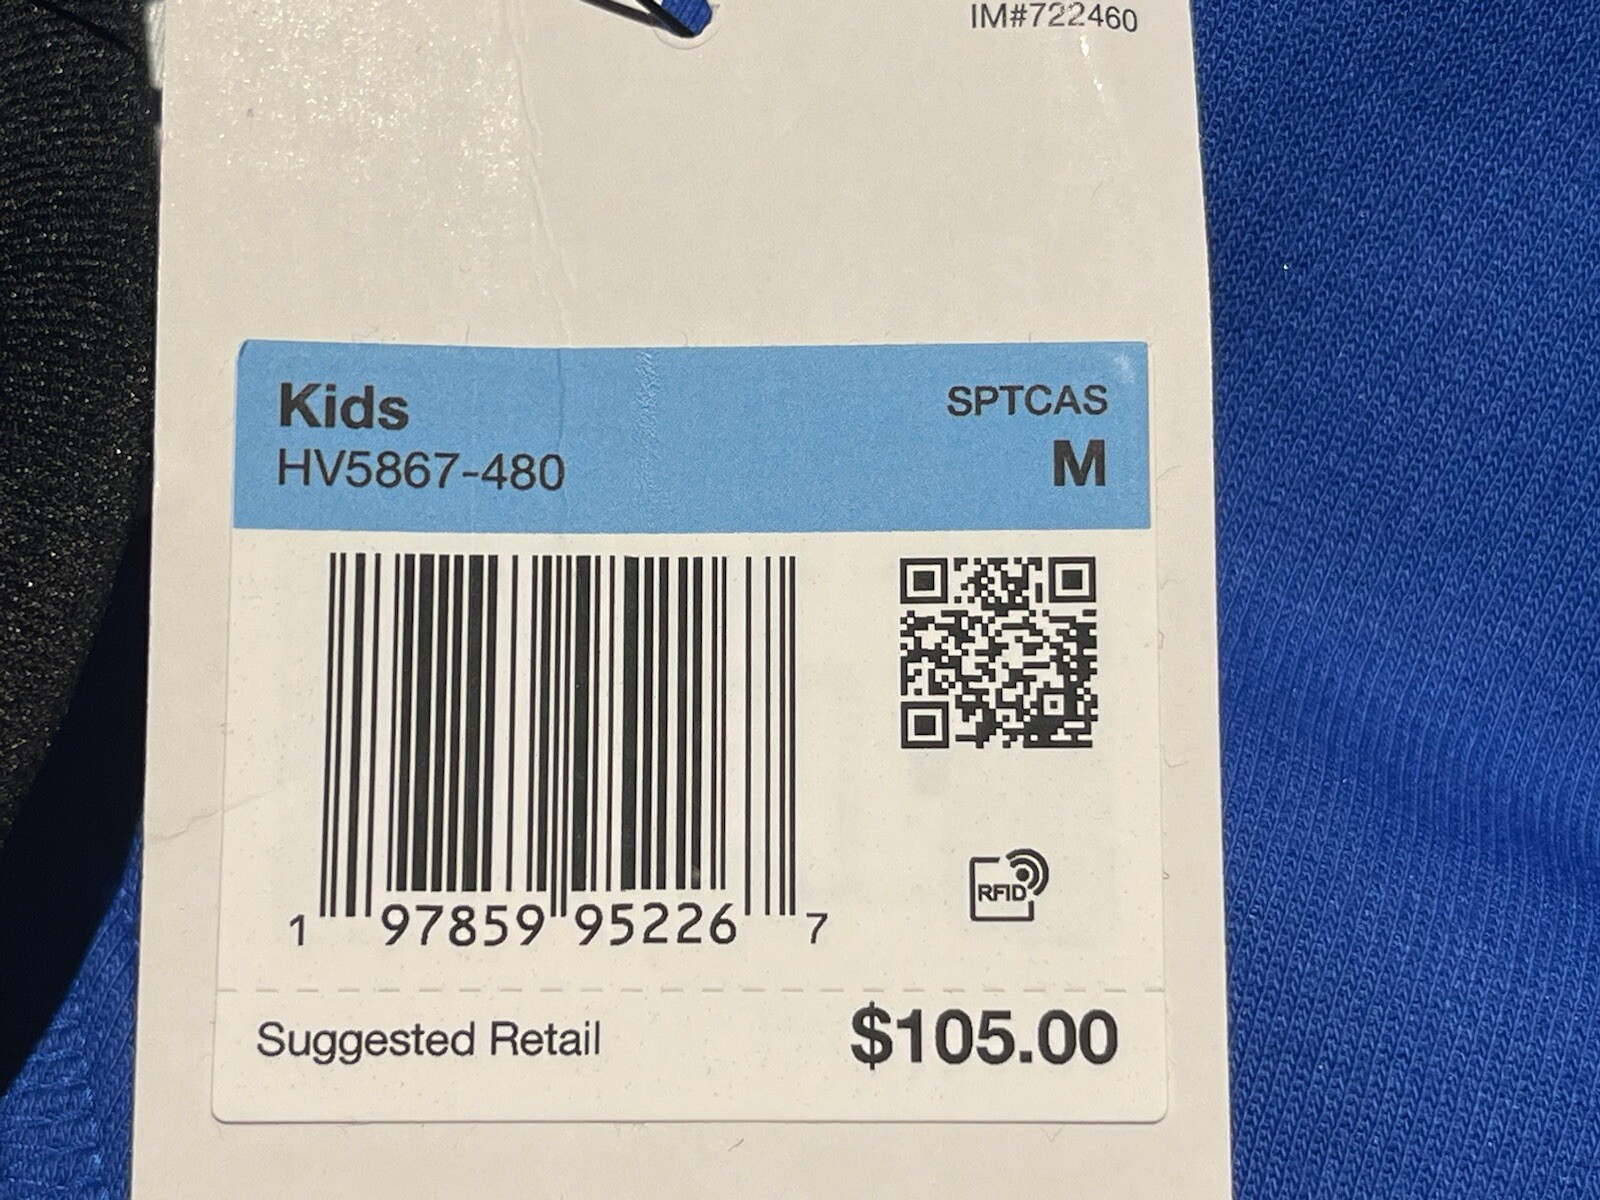 IM#722460
Kids
SPTCAS
HV5867-480
M
1 97859 95226 7
RFID
Suggested Retail
$105.00